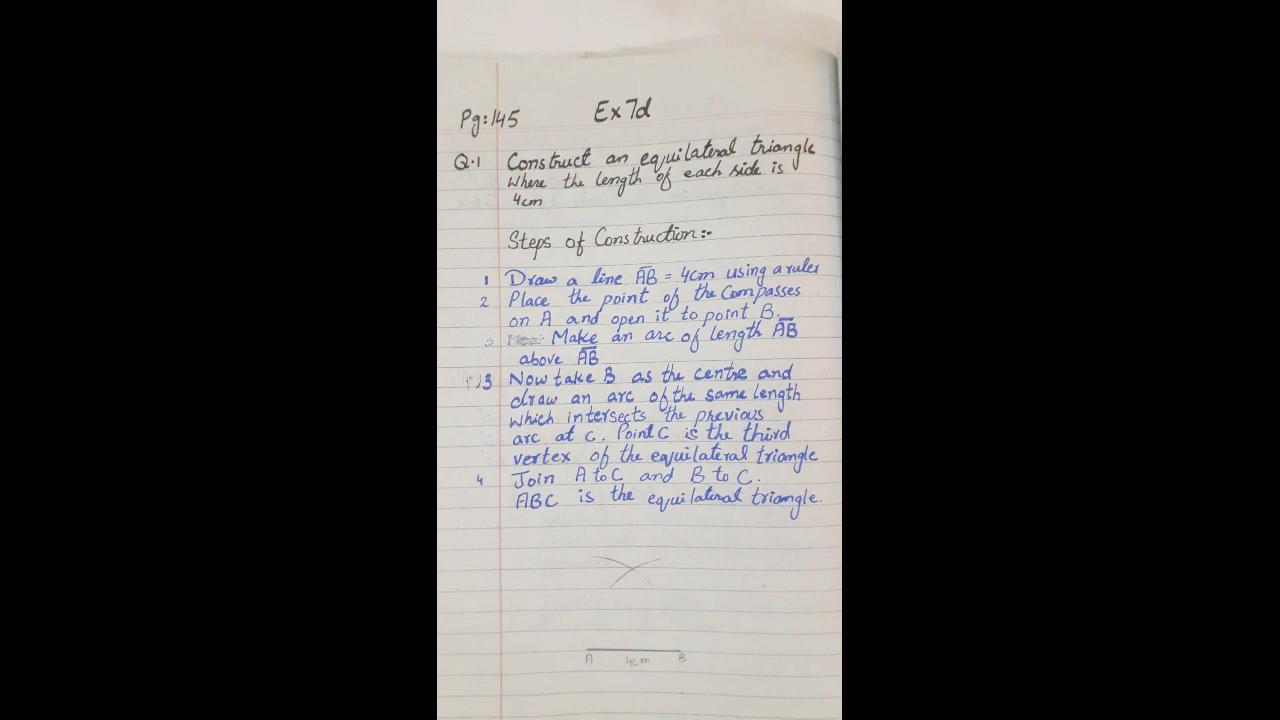 Pg:145 Ex 7d
Q.1 Construct an equilateral triangle
Where the length of each side is
4cm
Steps of Construction:-
1 Draw a line A̅B̅ = 4cm using a ruler
2 Place the point of the Compasses
on A and open it to point B.
Make an arc of length A̅B̅
above A̅B̅
3 Now take B as the centre and
draw an arc of the same length
which intersects the previous
arc at C. Point C is the third
vertex of the equilateral triangle
4 Join A to C and B to C.
ABC is the equilateral triangle.
A 4cm B